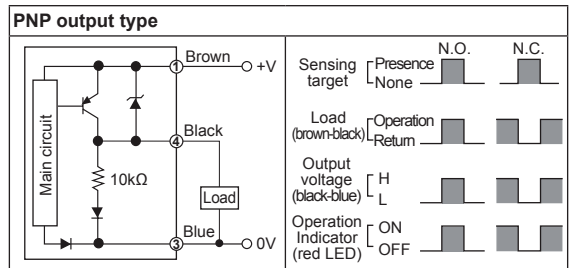 PNP output type
Main circuit
10kΩ
① Brown +V
④ Black
Load
③ Blue 0V
N.O. N.C.
Sensing target Presence None
Load (brown-black) Operation Return
Output voltage (black-blue) H L
Operation Indicator (red LED) ON OFF